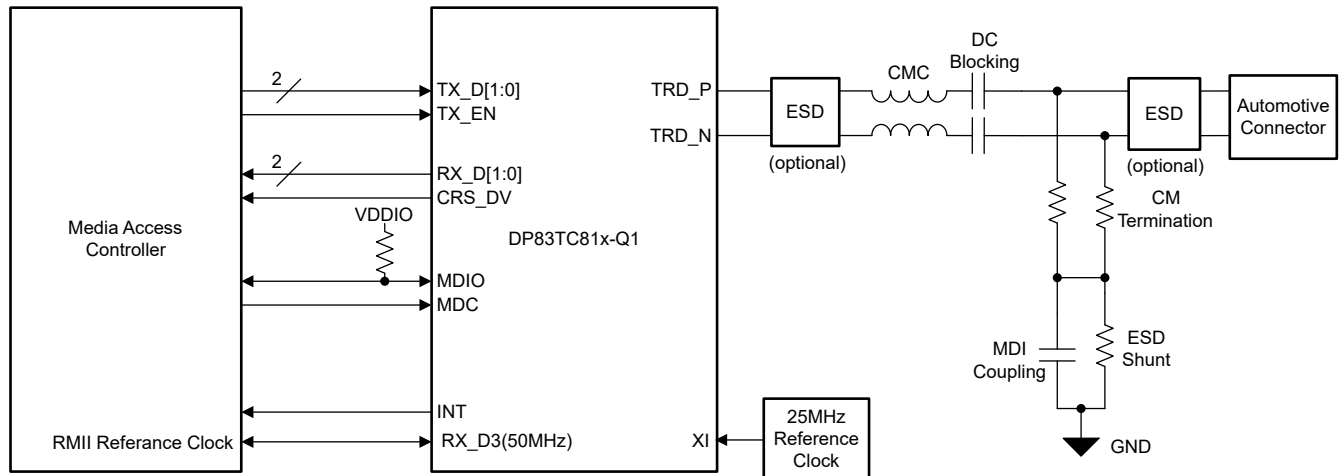 Media Access
Controller
RMII Referance Clock
2
2
VDDIO
TX_D[1:0]
TX_EN
RX_D[1:0]
CRS_DV
MDIO
MDC
INT
RX_D3(50MHz)
DP83TC81x-Q1
TRD_P
TRD_N
XI
25MHz
Reference
Clock
ESD
(optional)
CMC
DC
Blocking
ESD
(optional)
CM
Termination
Automotive
Connector
MDI
Coupling
ESD
Shunt
GND